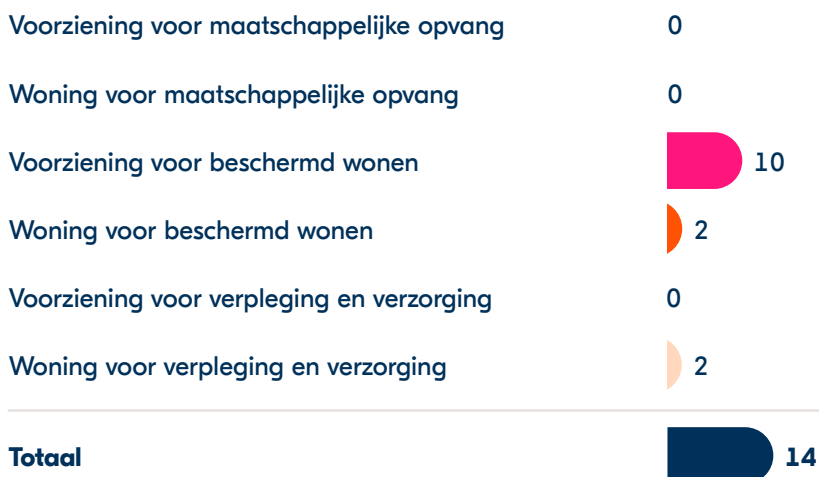 Voorziening voor maatschappelijke opvang 0
Woning voor maatschappelijke opvang 0
Voorziening voor beschermd wonen 10
Woning voor beschermd wonen 2
Voorziening voor verpleging en verzorging 0
Woning voor verpleging en verzorging 2
Totaal 14